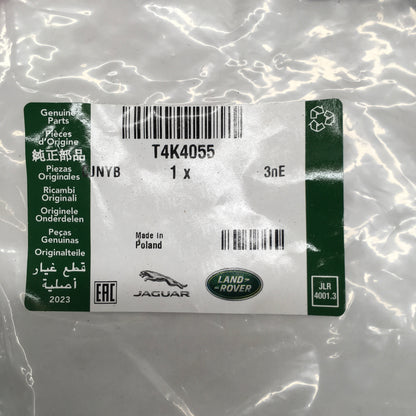 Genuine
Parts
Pièces
d'Origine
純正部品
Piezas
Originales
Ricambi
Originali
Originele
Onderdelen
Peças
Genuínas
Originalteile
قطع غيار
أصلية
2023
T4K4055
JNYB 1 x 3nE
Made in
Poland
EAC
JAGUAR
LAND-
-ROVER
JLR
4001.3